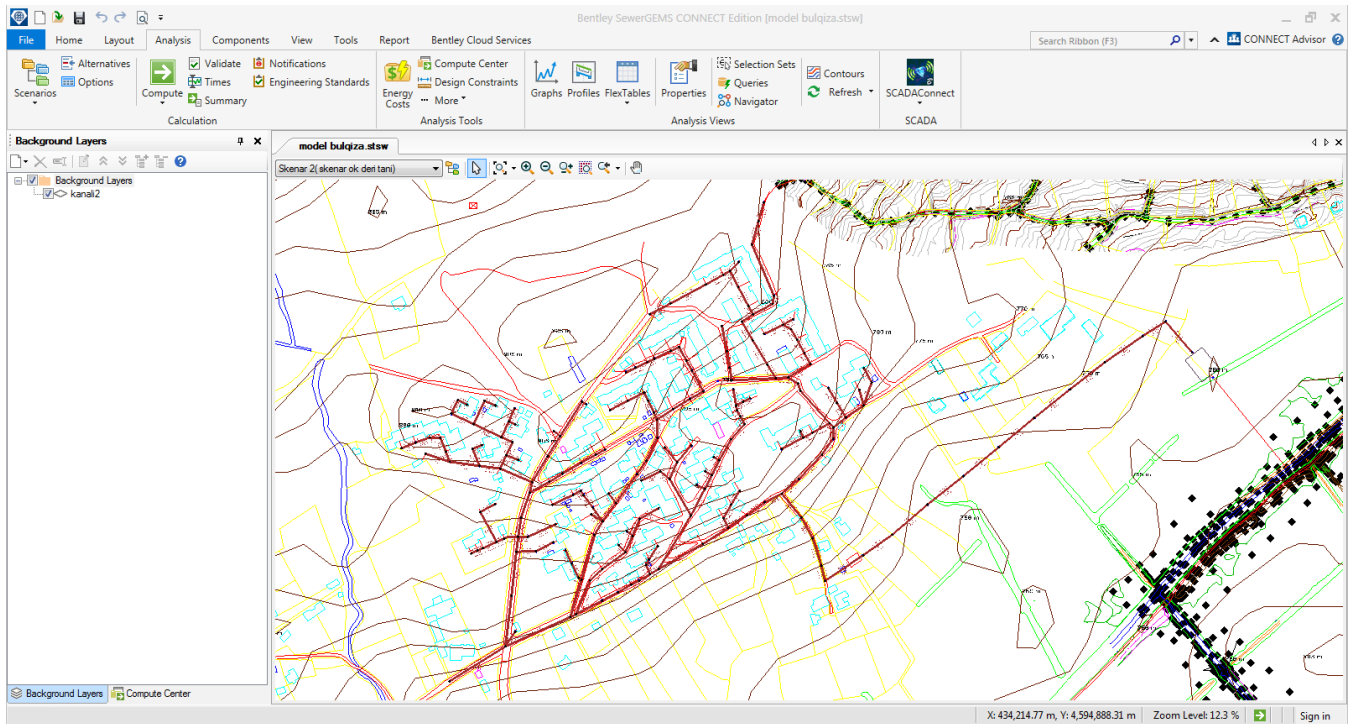 Bentley SewerGEMS CONNECT Edition [model bulqiza.stsw]
File Home Layout Analysis Components View Tools Report Bentley Cloud Services Search Ribbon (F3) CONNECT Advisor
Scenarios
Alternatives
Options
Compute
Validate
Times
Summary
Notifications
Engineering Standards
Calculation
Energy Costs
Compute Center
Design Constraints
More
Analysis Tools
Graphs Profiles FlexTables Properties
Selection Sets
Queries
Navigator
Contours
Refresh
Analysis Views
SCADAConnect
SCADA
Background Layers
Background Layers
kanali2
model bulqiza.stsw
Skenar 2( skenar ok deri tani)
Background Layers Compute Center
X: 434,214.77 m, Y: 4,594,888.31 m Zoom Level: 12.3 % Sign in